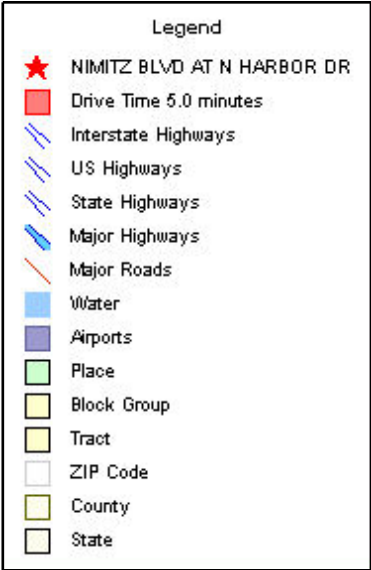 Legend
NIMITZ BLVD AT N HARBOR DR
Drive Time 5.0 minutes
Interstate Highways
US Highways
State Highways
Major Highways
Major Roads
Water
Airports
Place
Block Group
Tract
ZIP Code
County
State